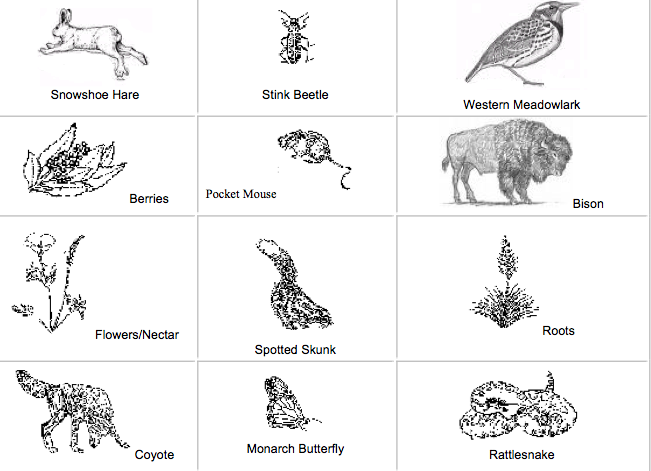 Snowshoe Hare
Stink Beetle
Western Meadowlark
Berries
Pocket Mouse
Bison
Flowers/Nectar
Spotted Skunk
Roots
Coyote
Monarch Butterfly
Rattlesnake